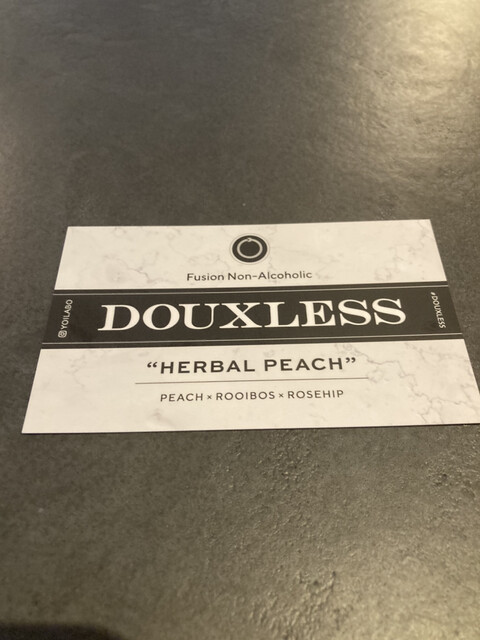 Fusion Non-Alcoholic
YOILABO
DOUXLESS
#DOUXLESS
"HERBAL PEACH"
PEACH × ROOIBOS × ROSEHIP